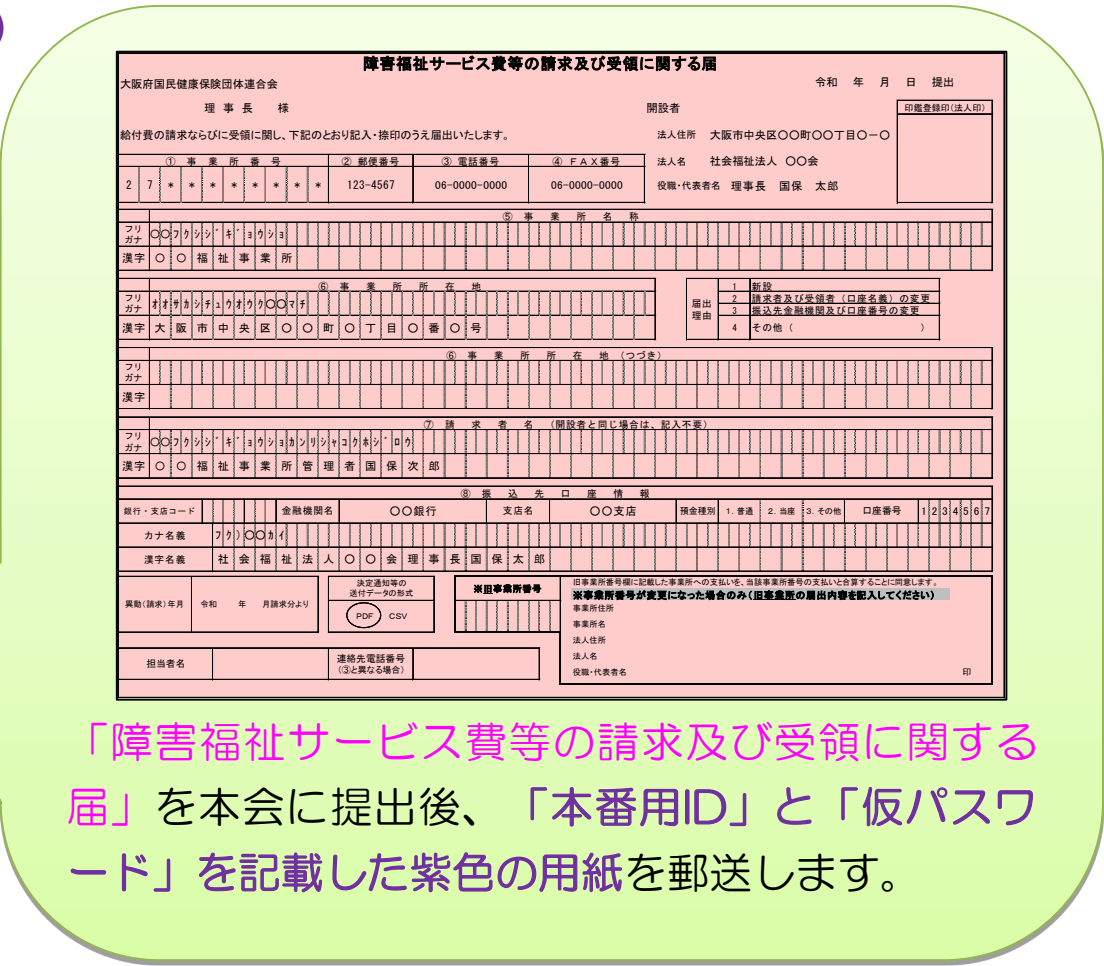 障害福祉サービス費等の請求及び受領に関する届
大阪府国民健康保険団体連合会
令和 年 月 日 提出
理 事 長 様
開設者
印鑑登録印(法人印)
給付費の請求ならびに受領に関し、下記のとおり記入・捺印のうえ届出いたします。
法人住所 大阪市中央区〇〇町〇〇丁目〇ー〇
① 事 業 所 番 号 ② 郵便番号 ③ 電話番号 ④ ＦＡＸ番号
法人名 社会福祉法人 〇〇会
2 7 * * * * * * * * 123-4567 06-0000-0000 06-0000-0000
役職・代表者名 理事長 国保 太郎
⑤ 事 業 所 名 称
フリガナ 〇〇フクシシﾞキﾞョウショ
漢字 〇 〇 福 祉 事 業 所
⑥ 事 業 所 所 在 地
フリガナ オオサカシチュウオウク〇〇マチ
漢字 大 阪 市 中 央 区 〇 〇 町 〇 丁 目 〇 番 〇 号
届出理由
1 新設
2 請求者及び受領者（口座名義）の変更
3 振込先金融機関及び口座番号の変更
4 その他（ ）
⑥ 事 業 所 所 在 地 （つづき）
フリガナ
漢字
⑦ 請 求 者 名 （開設者と同じ場合は、記入不要）
フリガナ 〇〇フクシシﾞキﾞョウショカンリシャコクホシﾞロウ
漢字 〇 〇 福 祉 事 業 所 管 理 者 国 保 次 郎
⑧ 振 込 先 口 座 情 報
銀行・支店コード 金融機関名 〇〇銀行 支店名 〇〇支店 預金種別 1. 普通 2. 当座 3. その他 口座番号 1 2 3 4 5 6 7
カナ名義 フク）〇〇カイ
漢字名義 社 会 福 祉 法 人 〇 〇 会 理 事 長 国 保 太 郎
異動(請求)年月 令和 年 月請求分より
決定通知等の
送付データの形式
PDF CSV
※旧事業所番号
旧事業所番号欄に記載した事業所への支払いを、当該事業所番号の支払いと合算することに同意します。
※事業所番号が変更になった場合のみ（旧事業所の届出内容を記入してください）
事業所住所
事業所名
法人住所
法人名
役職・代表者名 印
担当者名
連絡先電話番号
(③と異なる場合)
「障害福祉サービス費等の請求及び受領に関する
届」を本会に提出後、「本番用ID」と「仮パスワ
ード」を記載した紫色の用紙を郵送します。